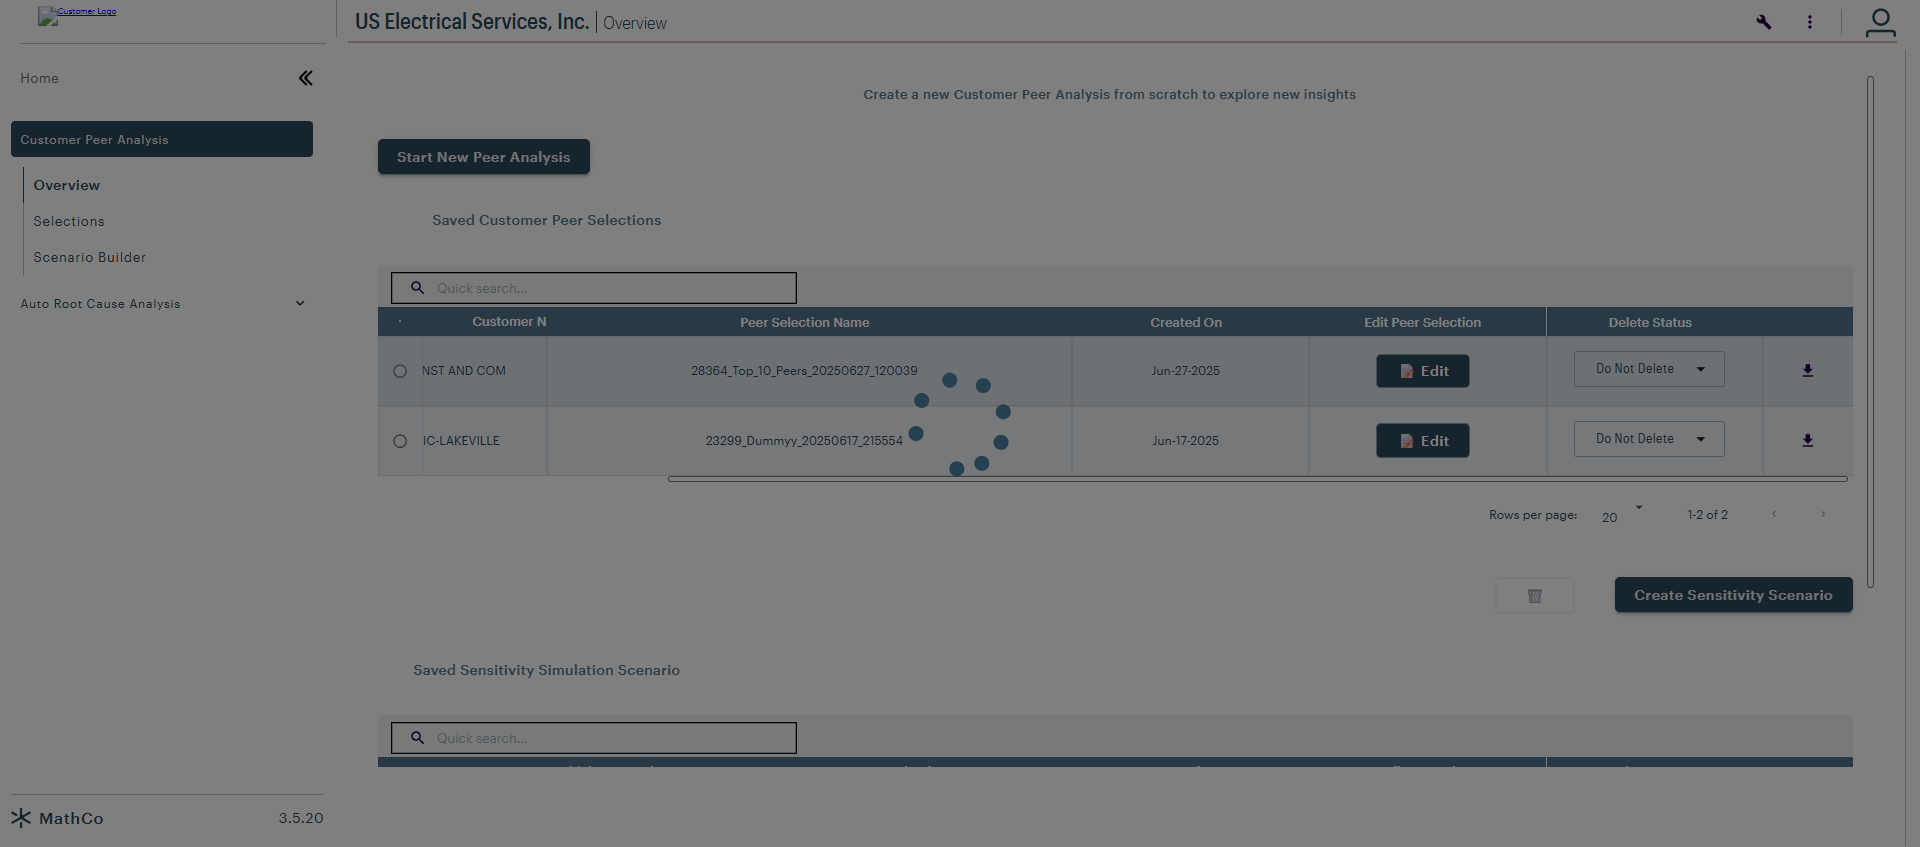 Customer Logo
US Electrical Services, Inc. | Overview
Home
Customer Peer Analysis
Overview
Selections
Scenario Builder
Auto Root Cause Analysis
Create a new Customer Peer Analysis from scratch to explore new insights
Start New Peer Analysis
Saved Customer Peer Selections
Quick search...
Customer N Peer Selection Name Created On Edit Peer Selection Delete Status
NST AND COM 28364_Top_10_Peers_20250627_120039 Jun-27-2025 Edit Do Not Delete
IC-LAKEVILLE 23299_Dummyy_20250617_215554 Jun-17-2025 Edit Do Not Delete
Rows per page: 20 1-2 of 2
Create Sensitivity Scenario
Saved Sensitivity Simulation Scenario
Quick search...
MathCo 3.5.20